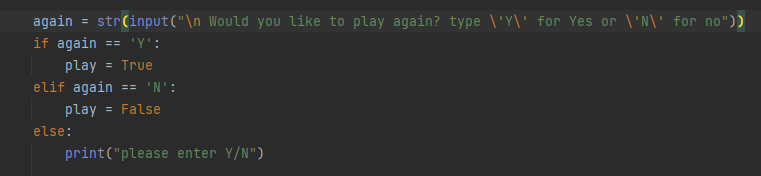 again = str(input("\n Would you like to play again? type \'Y\' for Yes or \'N\' for no"))
if again == 'Y':
    play = True
elif again == 'N':
    play = False
else:
    print("please enter Y/N")